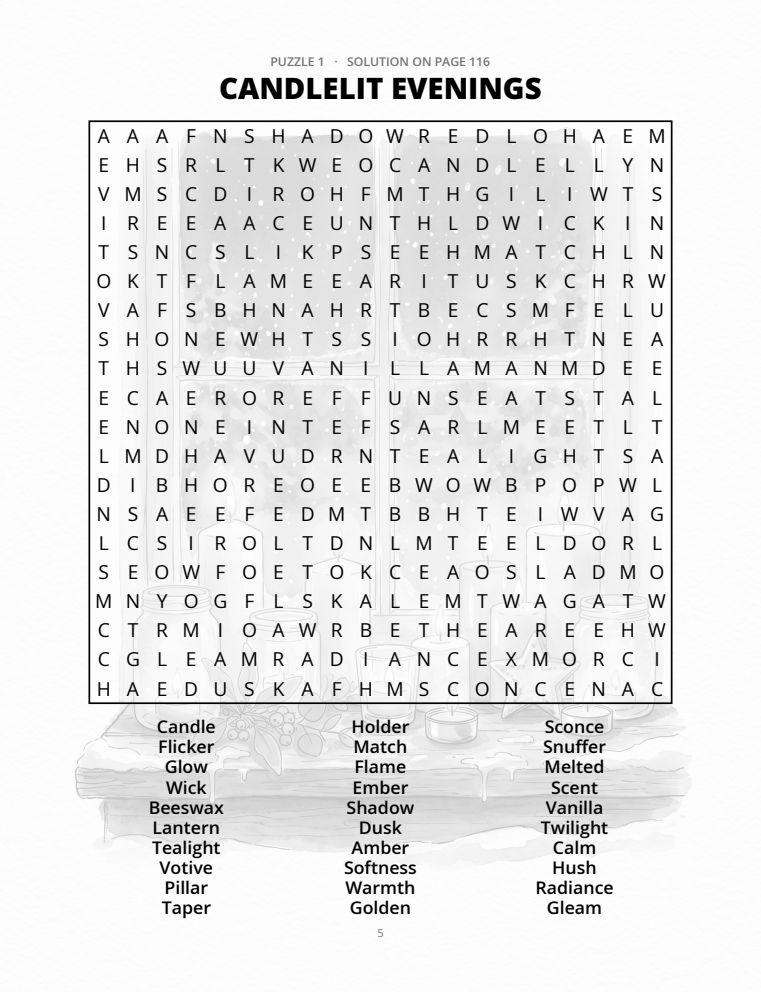 PUZZLE 1 · SOLUTION ON PAGE 116
CANDLELIT EVENINGS
A A A F N S H A D O W R E D L O H A E M
E H S R L T K W E O C A N D L E L L Y N
V M S C D I R O H F M T H G I L I W T S
I R E E A A C E U N T H L D W I C K I N
T S N C S L I K P S E E H M A T C H L N
O K T F L A M E E A R I T U S K C H R W
V A F S B H N A H R T B E C S M F E L U
S H O N E W H T S S I O H R R H T N E A
T H S W U U V A N I L L A M A N M D E E
E C A E R O R E F F U N S E A T S T A L
E N O N E I N T E F S A R L M E E T L T
L M D H A V U D R N T E A L I G H T S A
D I B H O R E O E E B W O W B P O P W L
N S A E E F E D M T B B H T E I W V A G
L C S I R O L T D N L M T E E L D O R L
S E O W F O E T O K C E A O S L A D M O
M N Y O G F L S K A L E M T W A G A T W
C T R M I O A W R B E T H E A R E E H W
C G L E A M R A D I A N C E X M O R C I
H A E D U S K A F H M S C O N C E N A C
Candle Holder Sconce
Flicker Match Snuffer
Glow Flame Melted
Wick Ember Scent
Beeswax Shadow Vanilla
Lantern Dusk Twilight
Tealight Amber Calm
Votive Softness Hush
Pillar Warmth Radiance
Taper Golden Gleam
5